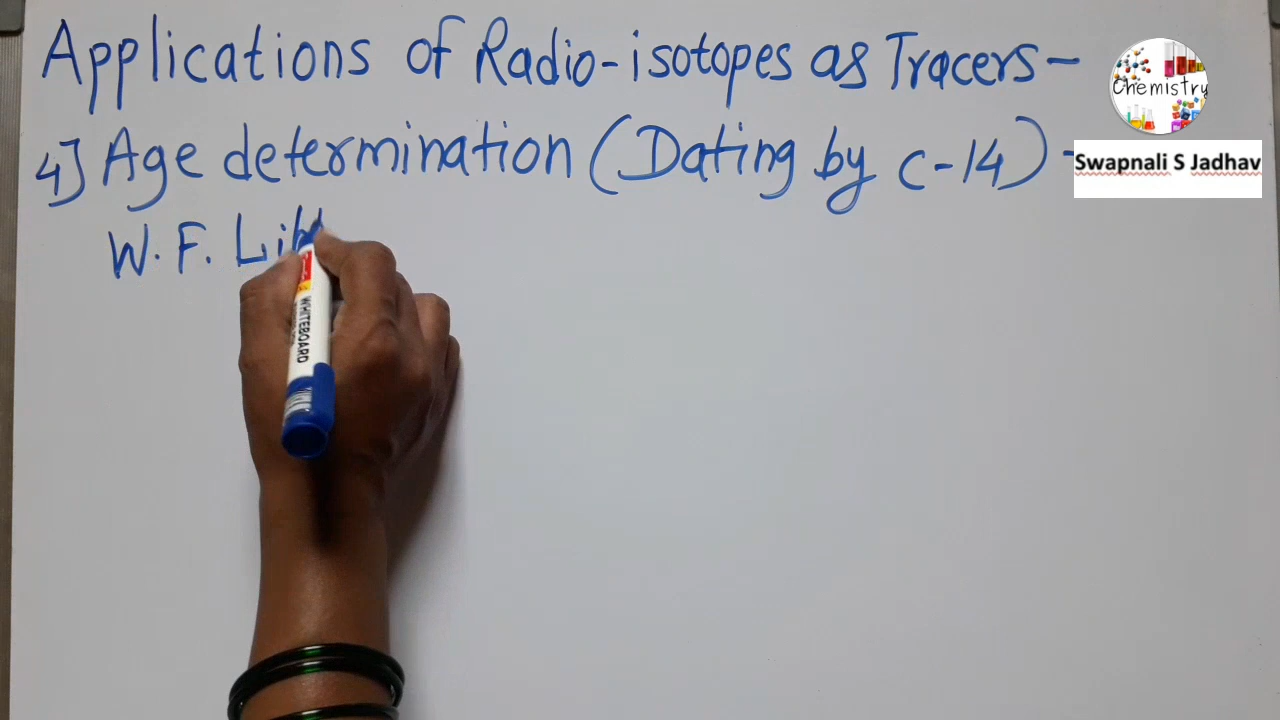 Applications of Radio-isotopes as Tracers-
Chemistry
4] Age determination (Dating by C-14) -
Swapnali S Jadhav
W. F. Lib
WHITEBOARD